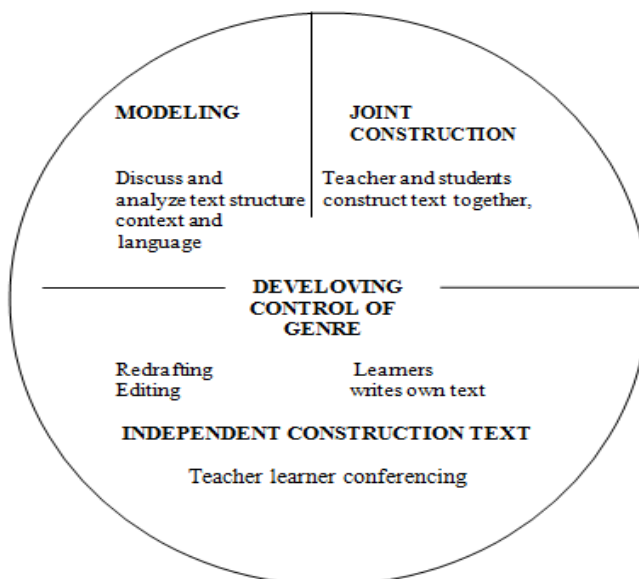 MODELING
Discuss and
analyze text structure
context and
language
JOINT
CONSTRUCTION
Teacher and students
construct text together,
DEVELOVING
CONTROL OF
GENRE
Redrafting
Editing
Learners
writes own text
INDEPENDENT CONSTRUCTION TEXT
Teacher learner conferencing